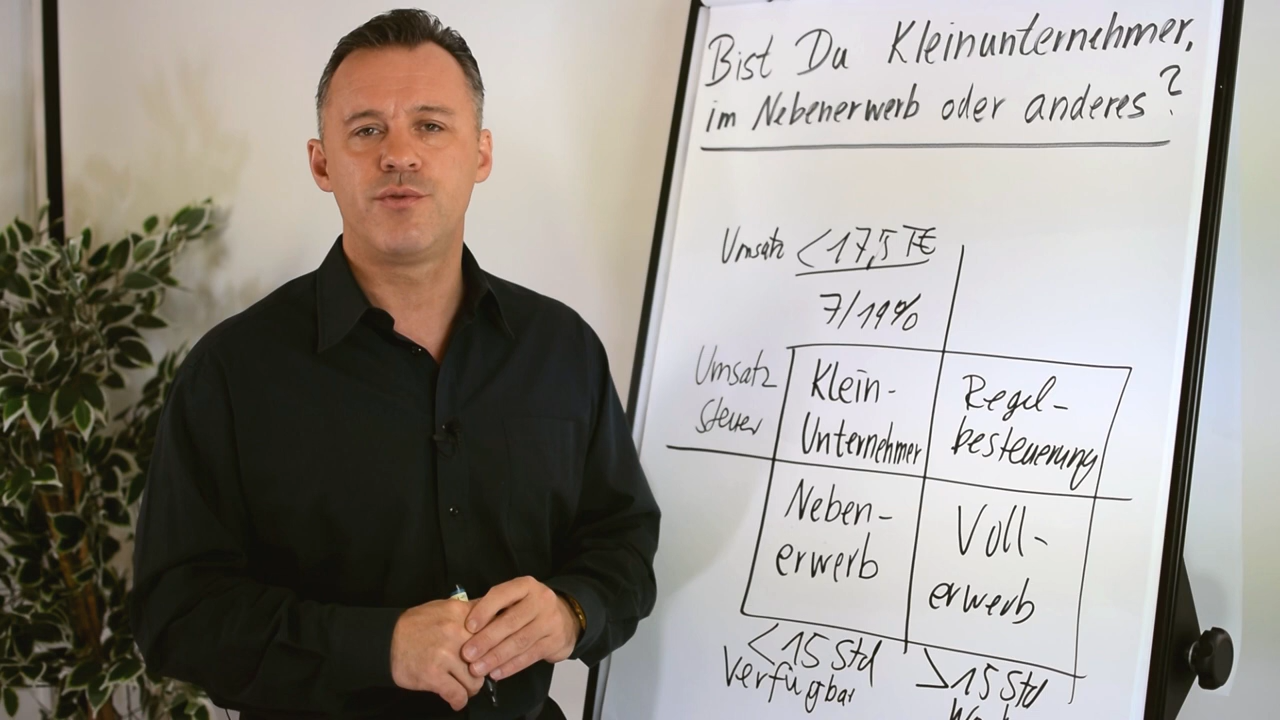 Bist Du Kleinunternehmer,
im Nebenerwerb oder anderes?
Umsatz <17,5 T€
7/19%
Umsatz
steuer
Klein-
Unternehmer
Regel-
besteuerung
Neben-
erwerb
Voll-
erwerb
<15 Std
Verfügbar
>15 Std